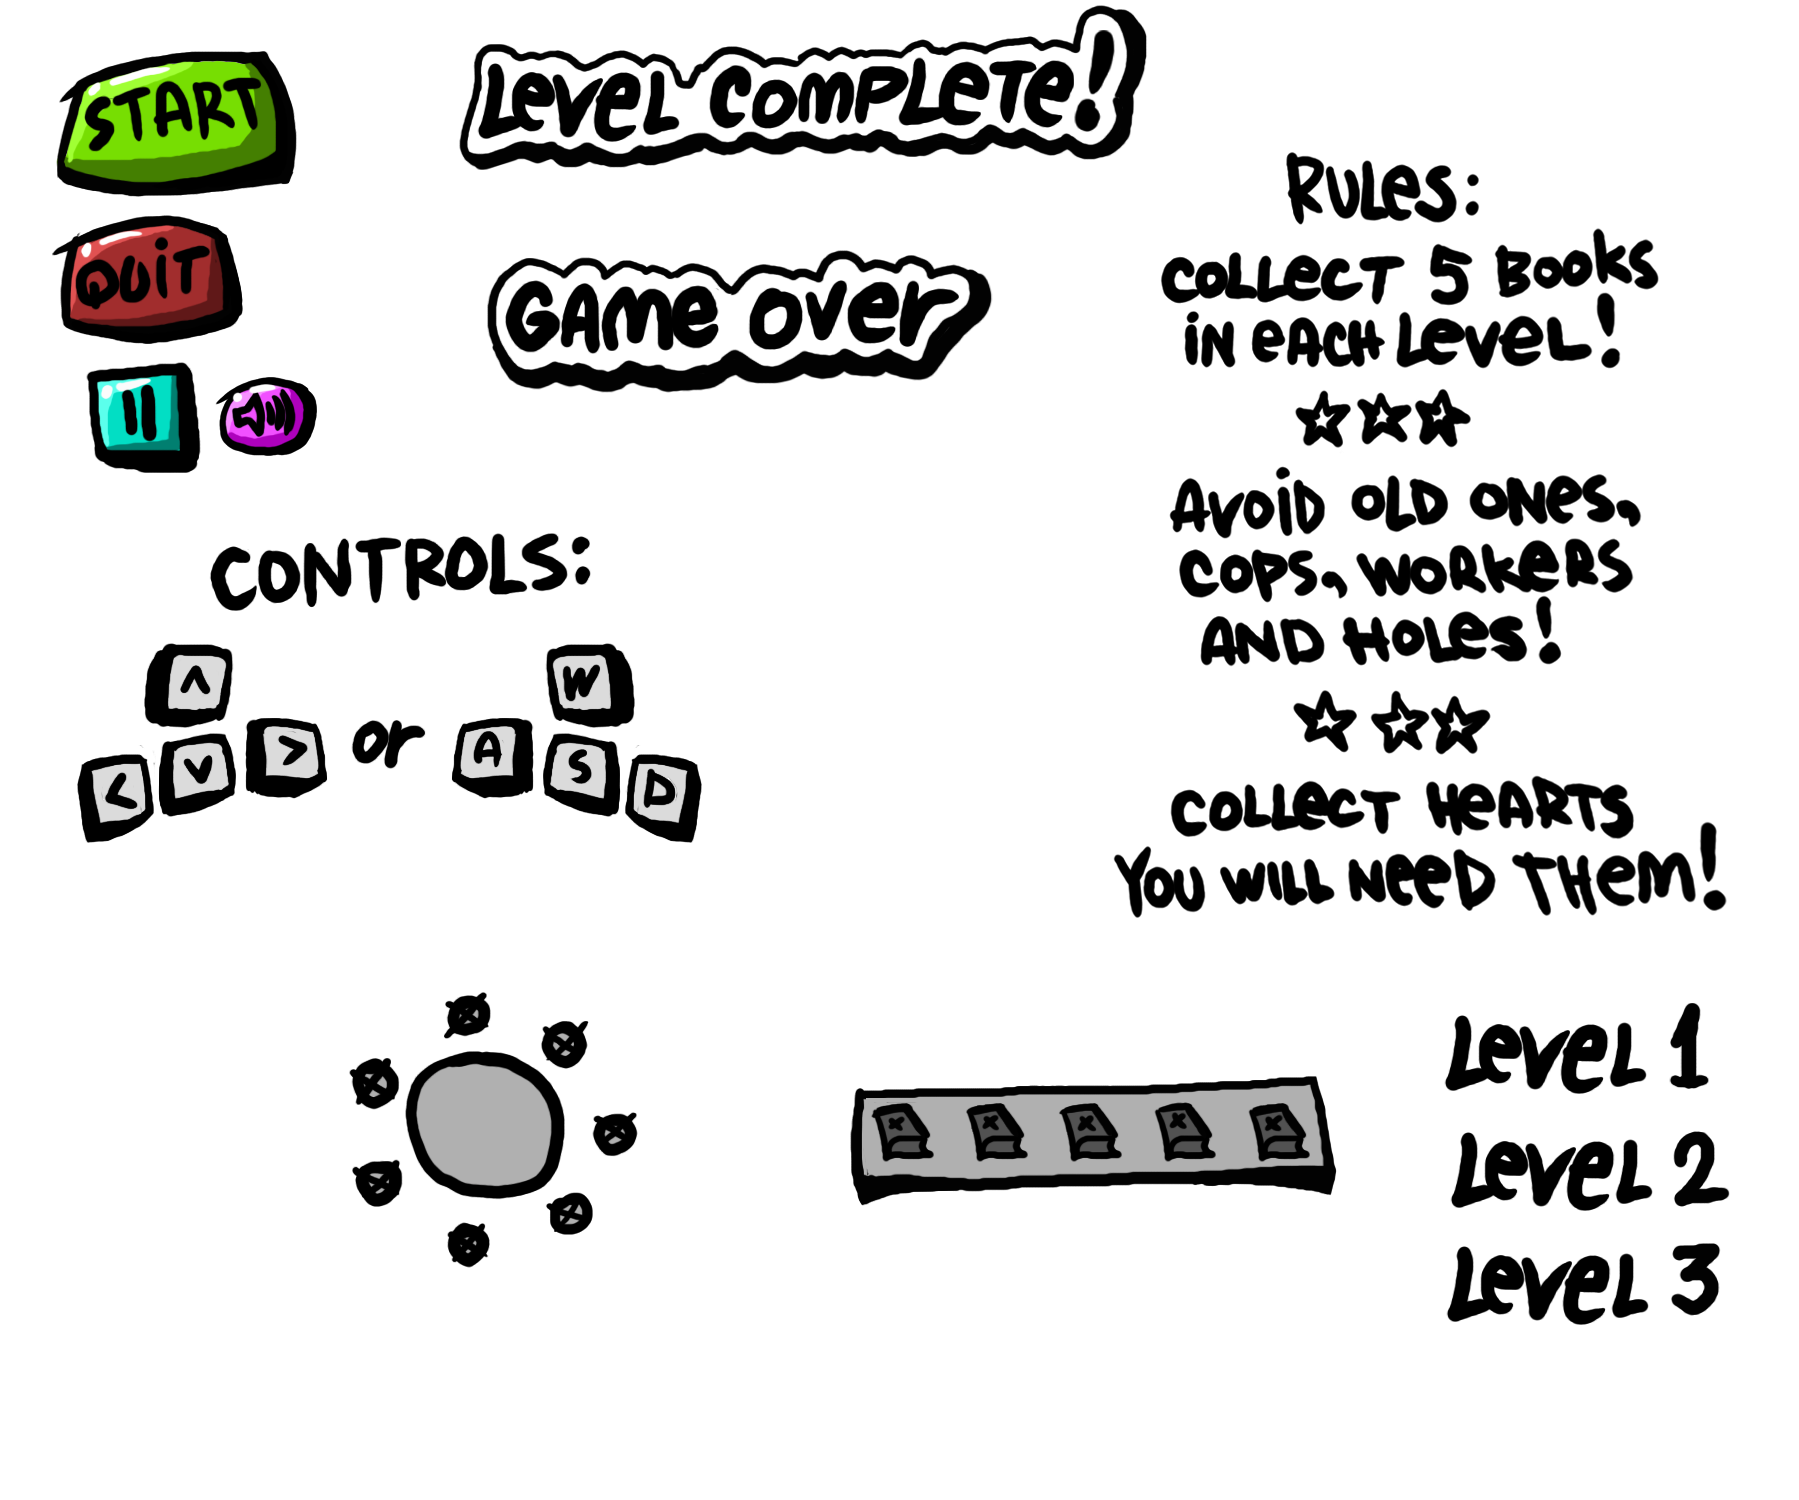 START
LEVEL COMPLETE!
QUIT
GAME OVER
RULES:
COLLECT 5 BOOKS
IN EACH LEVEL!
AVOID OLD ONES,
COPS, WORKERS
AND HOLES!
COLLECT HEARTS
YOU WILL NEED THEM!
CONTROLS:
^ W
< v > or A S D
LEVEL 1
LEVEL 2
LEVEL 3